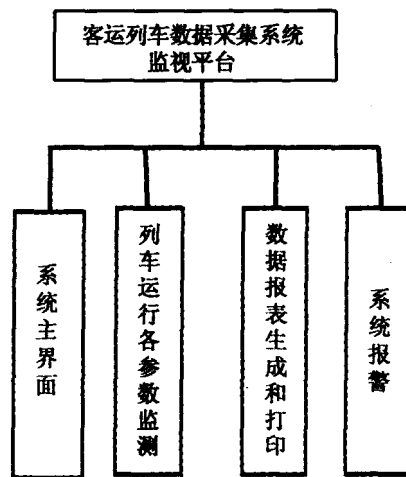 客运列车数据采集系统
监视平台
系统主界面
列车运行各参数监测
数据报表生成和打印
系统报警